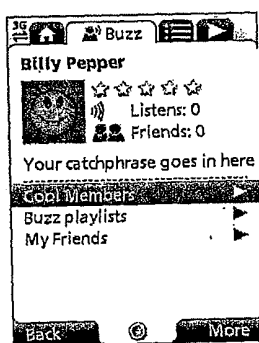 3G
Buzz
Billy Pepper
Listens: 0
Friends: 0
Your catchphrase goes in here
Cool Members
Buzz playlists
My Friends
Back
More